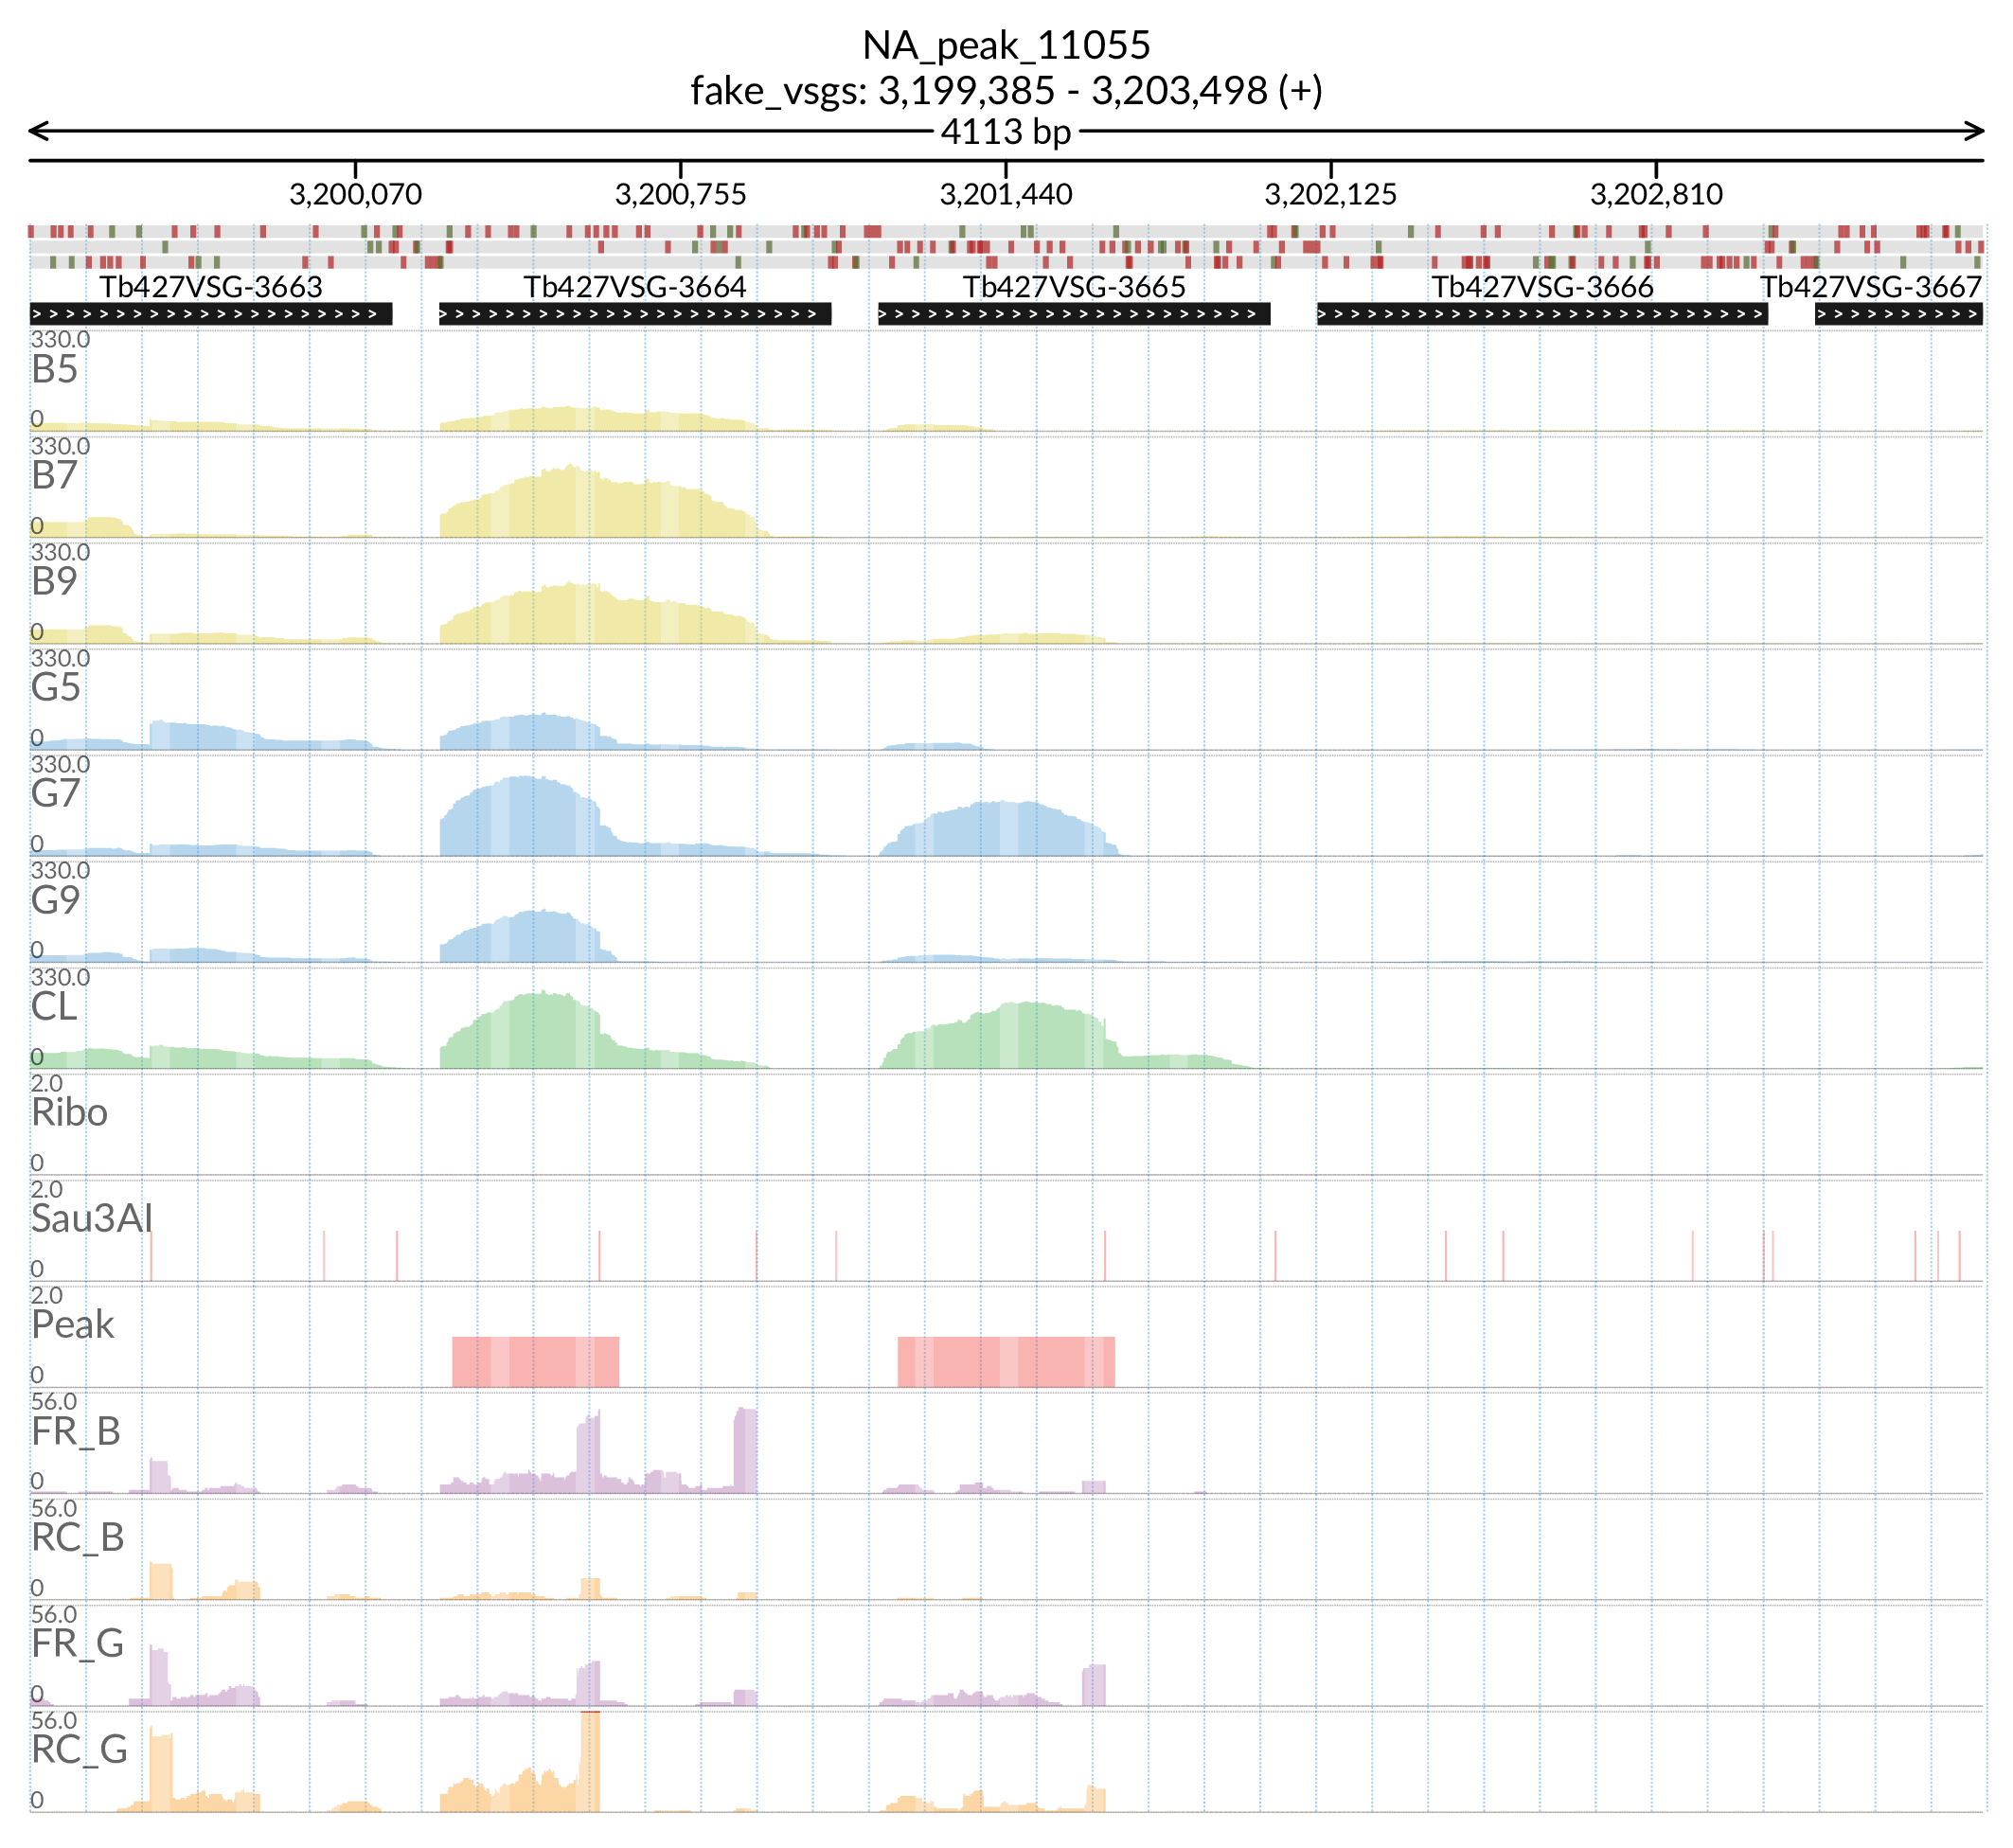 NA_peak_11055
fake_vsgs: 3,199,385 - 3,203,498 (+)
4113 bp
3,200,070 3,200,755 3,201,440 3,202,125 3,202,810
Tb427VSG-3663 Tb427VSG-3664 Tb427VSG-3665 Tb427VSG-3666 Tb427VSG-3667
330.0
B5
0
330.0
B7
0
330.0
B9
0
330.0
G5
0
330.0
G7
0
330.0
G9
0
330.0
CL
0
2.0
Ribo
0
2.0
Sau3AI
0
2.0
Peak
0
56.0
FR_B
0
56.0
RC_B
0
56.0
FR_G
0
56.0
RC_G
0